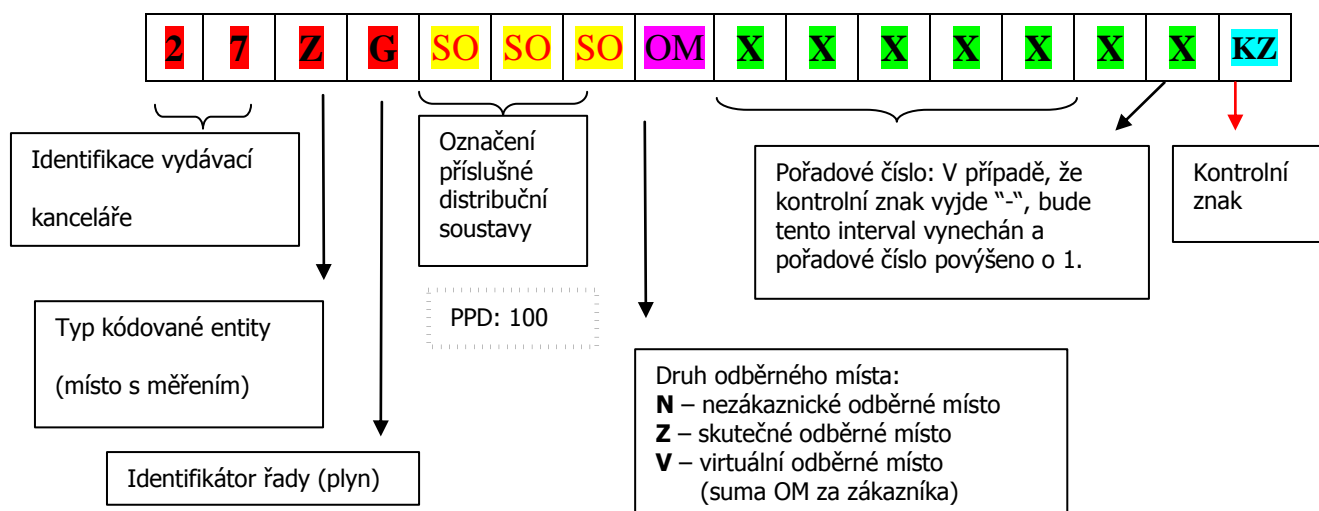 2 7 Z G SO SO SO OM X X X X X X X KZ
Identifikace vydávací
kanceláře
Označení
příslušné
distribuční
soustavy
Pořadové číslo: V případě, že
kontrolní znak vyjde “-“, bude
tento interval vynechán a
pořadové číslo povýšeno o 1.
Kontrolní
znak
Typ kódované entity
(místo s měřením)
PPD: 100
Druh odběrného místa:
N – nezákaznické odběrné místo
Z – skutečné odběrné místo
V – virtuální odběrné místo
(suma OM za zákazníka)
Identifikátor řady (plyn)